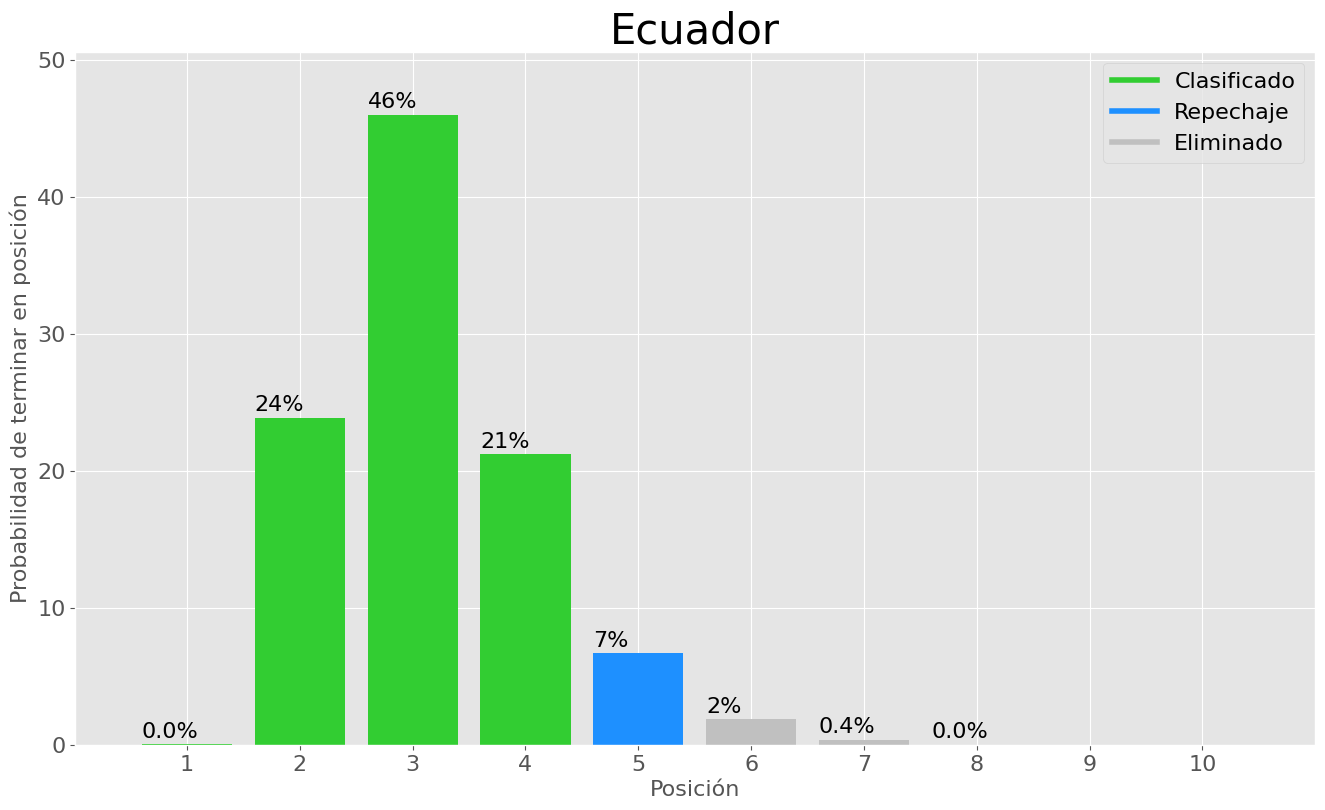 Ecuador
Clasificado
Repechaje
Eliminado
Probabilidad de terminar en posición
50
40
30
20
10
0
0.0%
24%
46%
21%
7%
2%
0.4%
0.0%
1 2 3 4 5 6 7 8 9 10
Posición